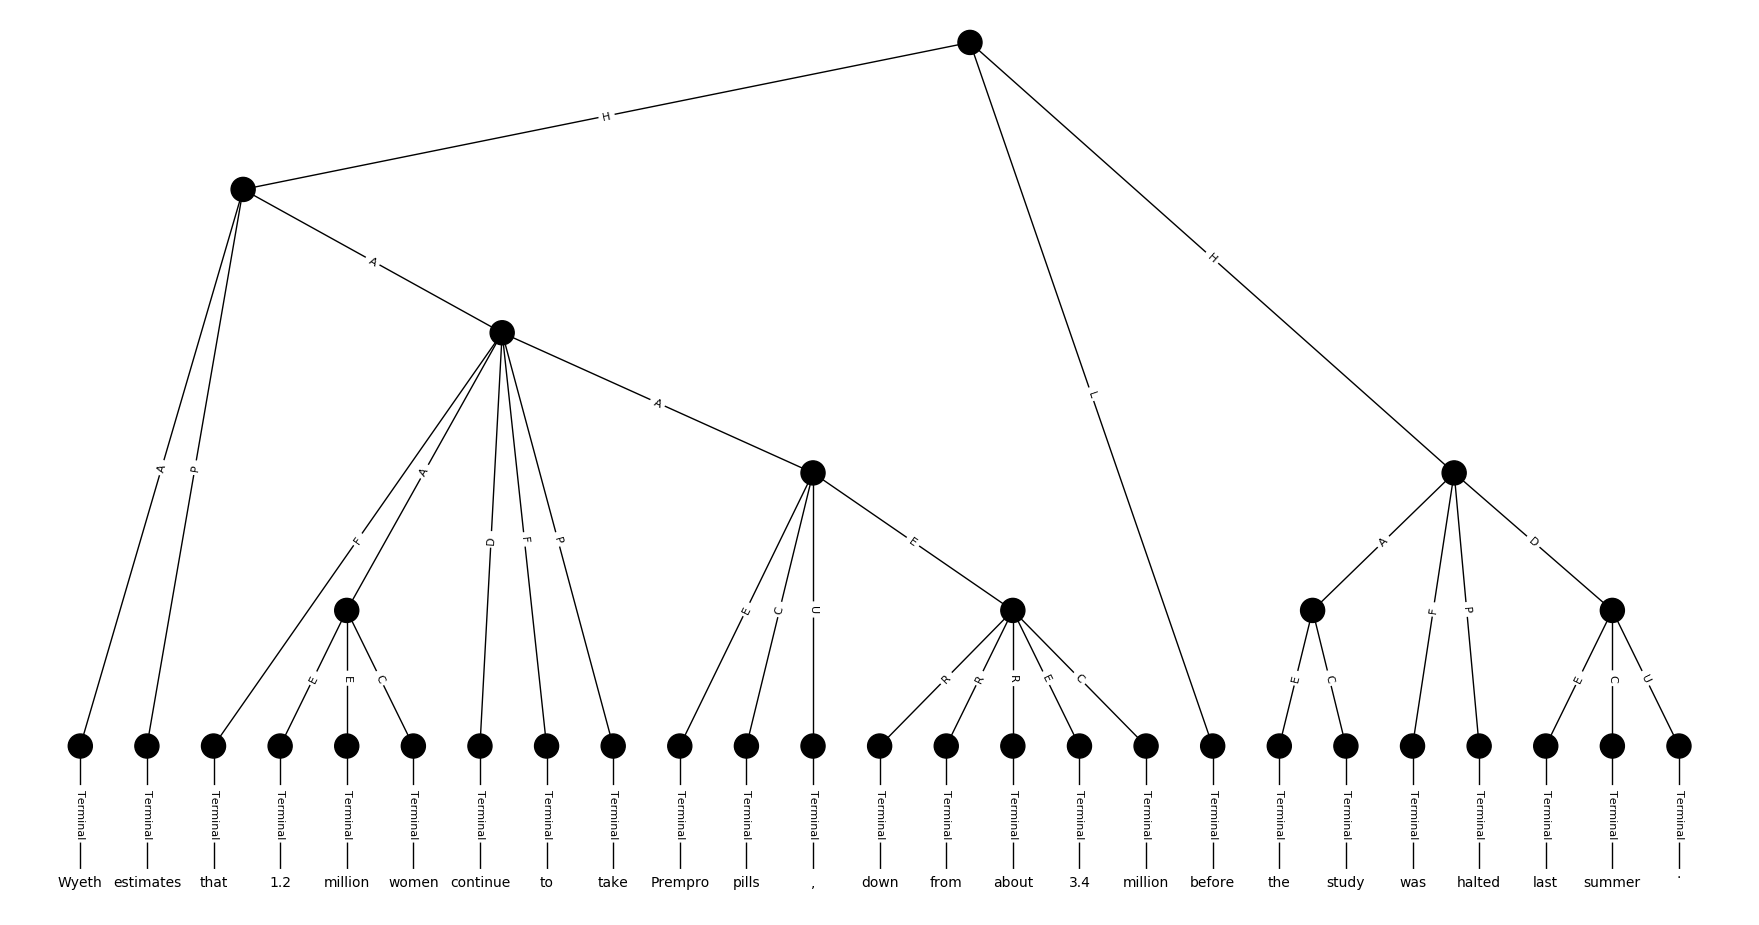 H
A
H
A
L
A P
A
F D F P
E
A
D
E C U
F P
E E C
R R R E C
E C
E C U
Terminal Terminal Terminal Terminal Terminal Terminal Terminal Terminal Terminal Terminal Terminal Terminal Terminal Terminal Terminal Terminal Terminal Terminal Terminal Terminal Terminal Terminal Terminal Terminal Terminal
Wyeth estimates that 1.2 million women continue to take Prempro pills , down from about 3.4 million before the study was halted last summer .